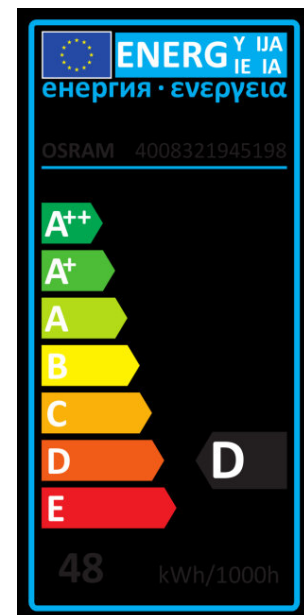 ENERG Y IJA
IE IA
енергия · ενεργεια
OSRAM 4008321945198
A++
A+
A
B
C
D D
E
48 kWh/1000h